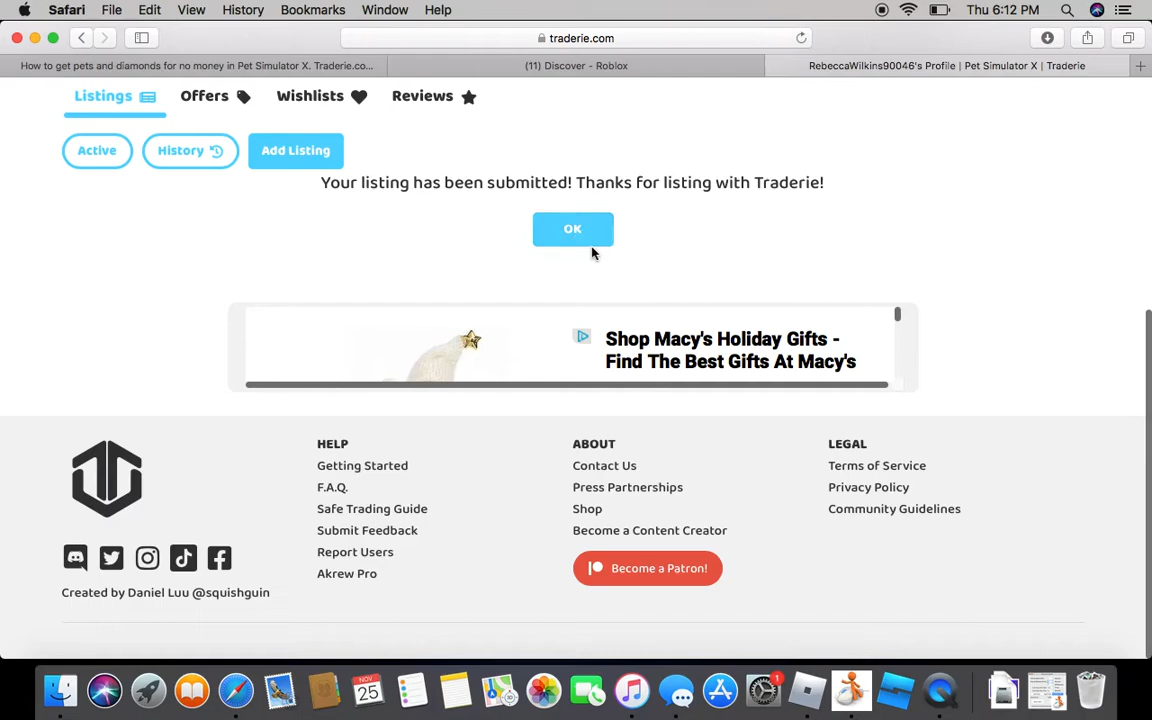 Safari File Edit View History Bookmarks Window Help Thu 6:12 PM
traderie.com
How to get pets and diamonds for no money in Pet Simulator X. Traderie.co... (11) Discover - Roblox RebeccaWilkins90046's Profile | Pet Simulator X | Traderie
Listings Offers Wishlists Reviews
Active History Add Listing
Your listing has been submitted! Thanks for listing with Traderie!
OK
Shop Macy's Holiday Gifts -
Find The Best Gifts At Macy's
HELP ABOUT LEGAL
Getting Started Contact Us Terms of Service
F.A.Q. Press Partnerships Privacy Policy
Safe Trading Guide Shop Community Guidelines
Submit Feedback Become a Content Creator
Report Users Become a Patron!
Akrew Pro
Created by Daniel Luu @squishguin
NOV
25
1